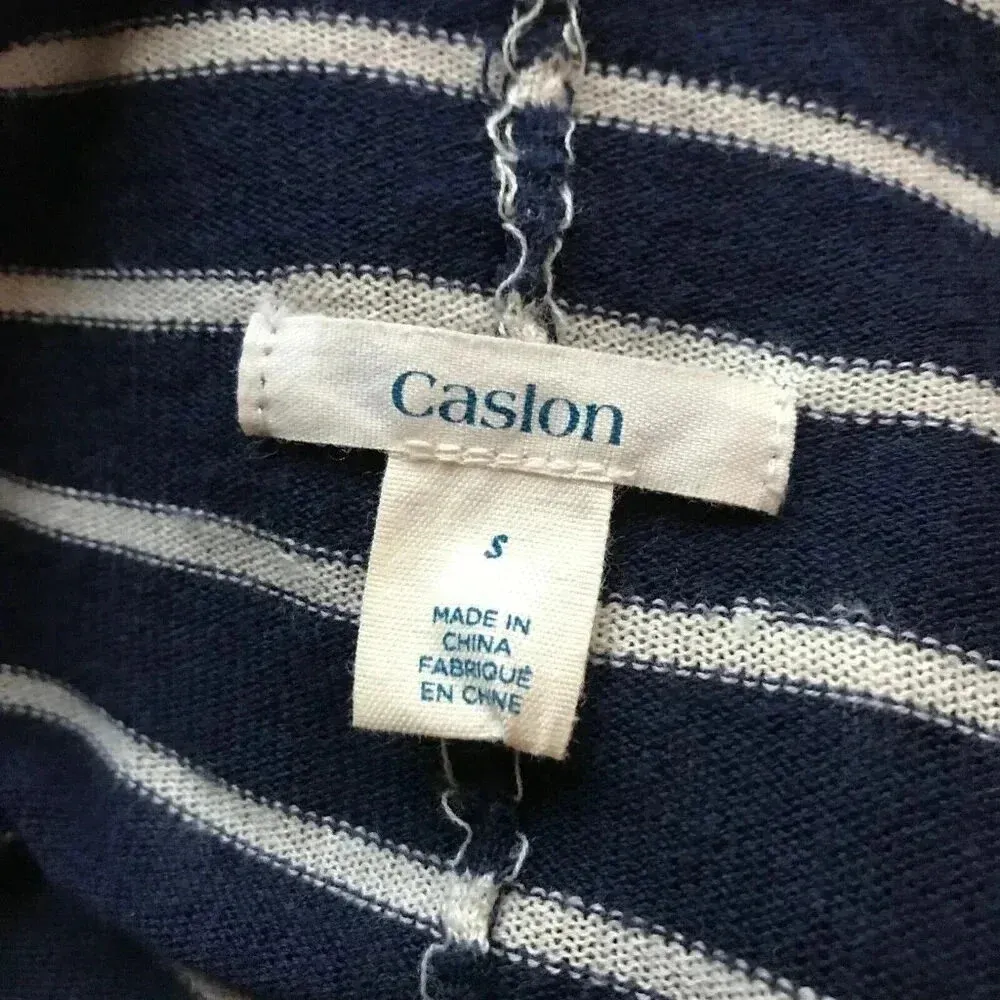 Caslon
S
MADE IN
CHINA
FABRIQUÉ
EN CHINE